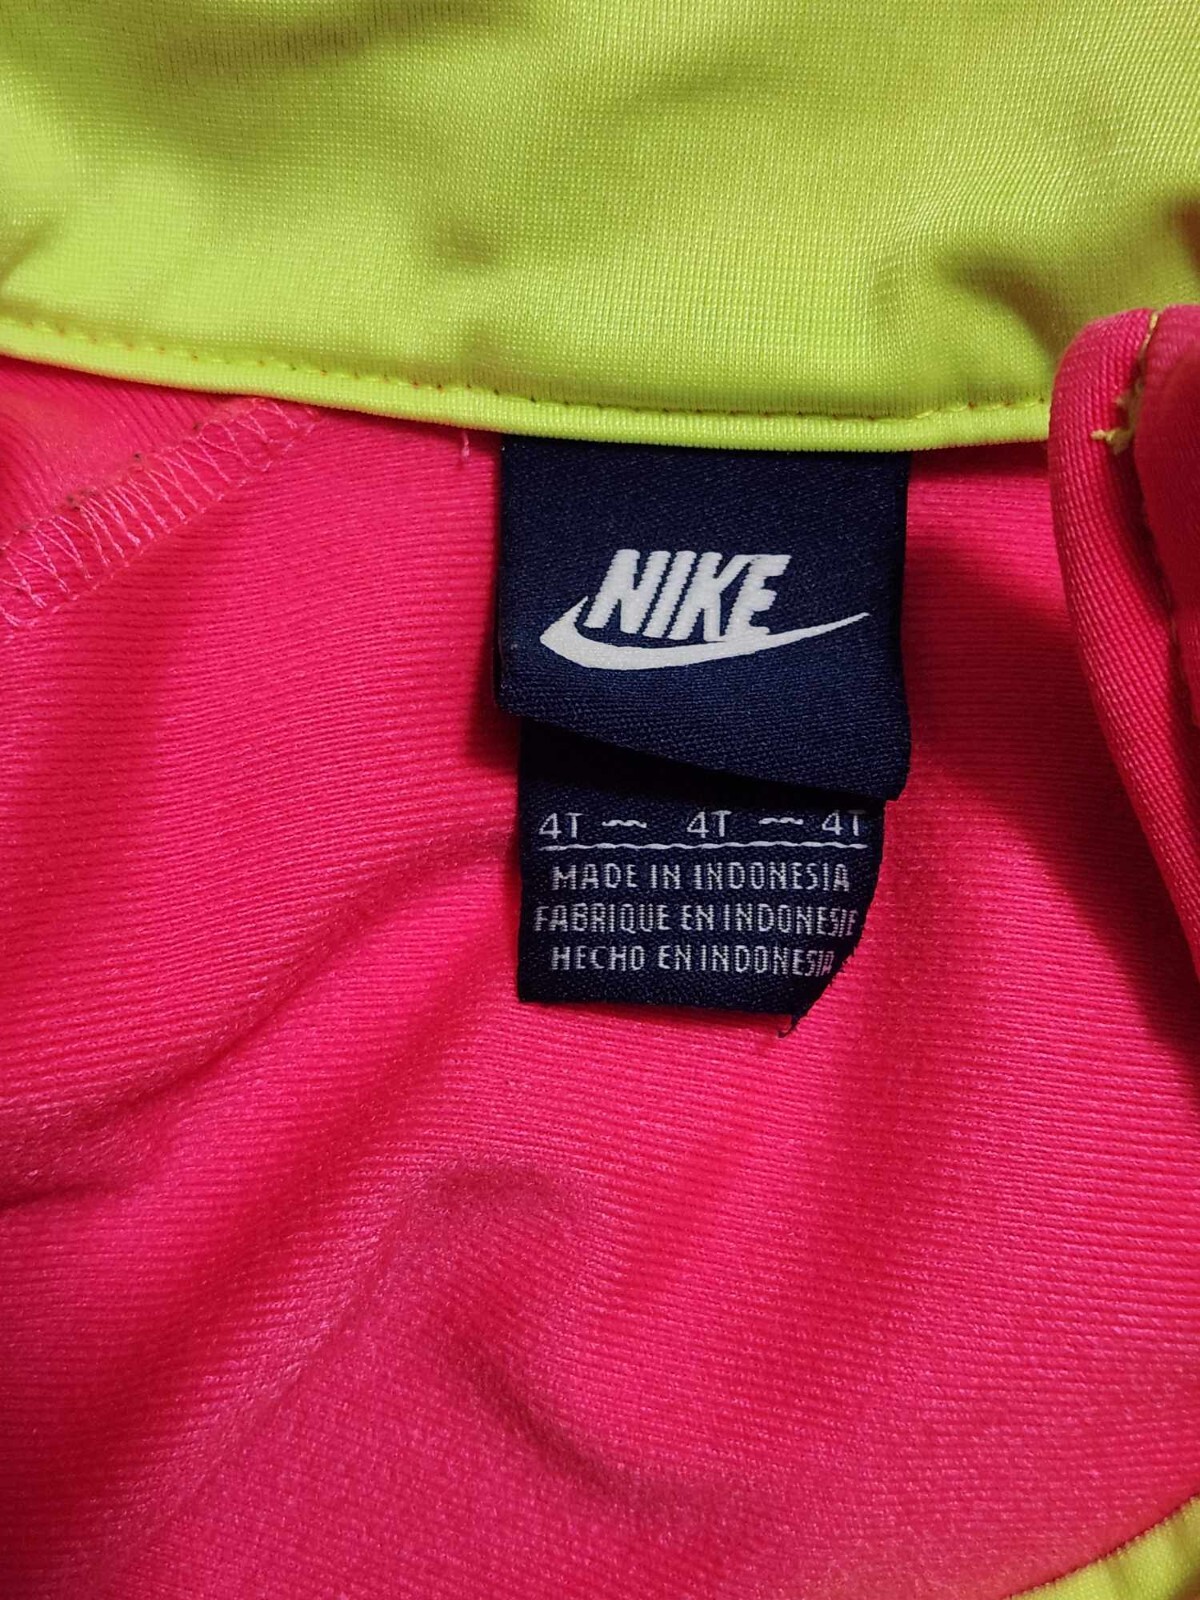 NIKE
4T ~ 4T ~ 4T
MADE IN INDONESIA
FABRIQUE EN INDONESIE
HECHO EN INDONESIA